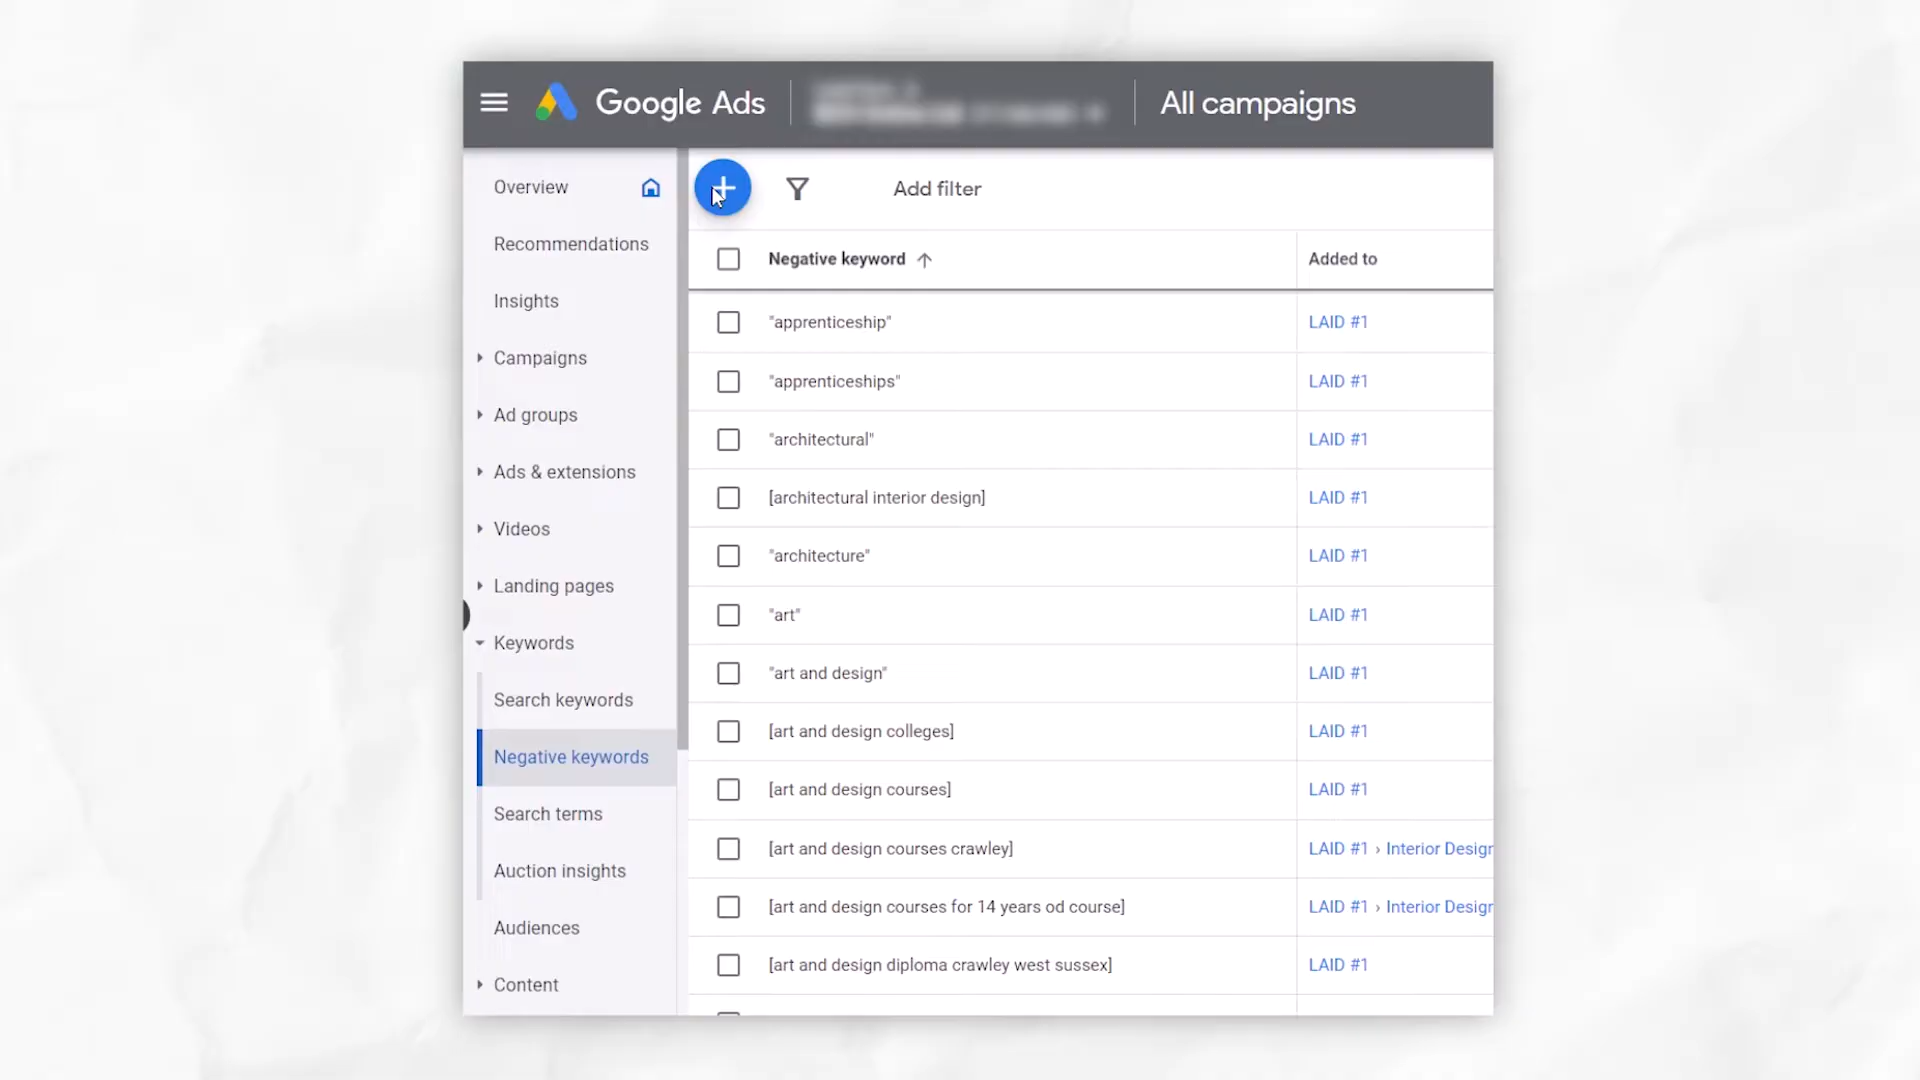 Google Ads
All campaigns
Overview
Recommendations
Insights
Campaigns
Ad groups
Ads & extensions
Videos
Landing pages
Keywords
Search keywords
Negative keywords
Search terms
Auction insights
Audiences
Content
Add filter
Negative keyword Added to
"apprenticeship" LAID #1
"apprenticeships" LAID #1
"architectural" LAID #1
[architectural interior design] LAID #1
"architecture" LAID #1
"art" LAID #1
"art and design" LAID #1
[art and design colleges] LAID #1
[art and design courses] LAID #1
[art and design courses crawley] LAID #1 › Interior Design
[art and design courses for 14 years od course] LAID #1 › Interior Design
[art and design diploma crawley west sussex] LAID #1